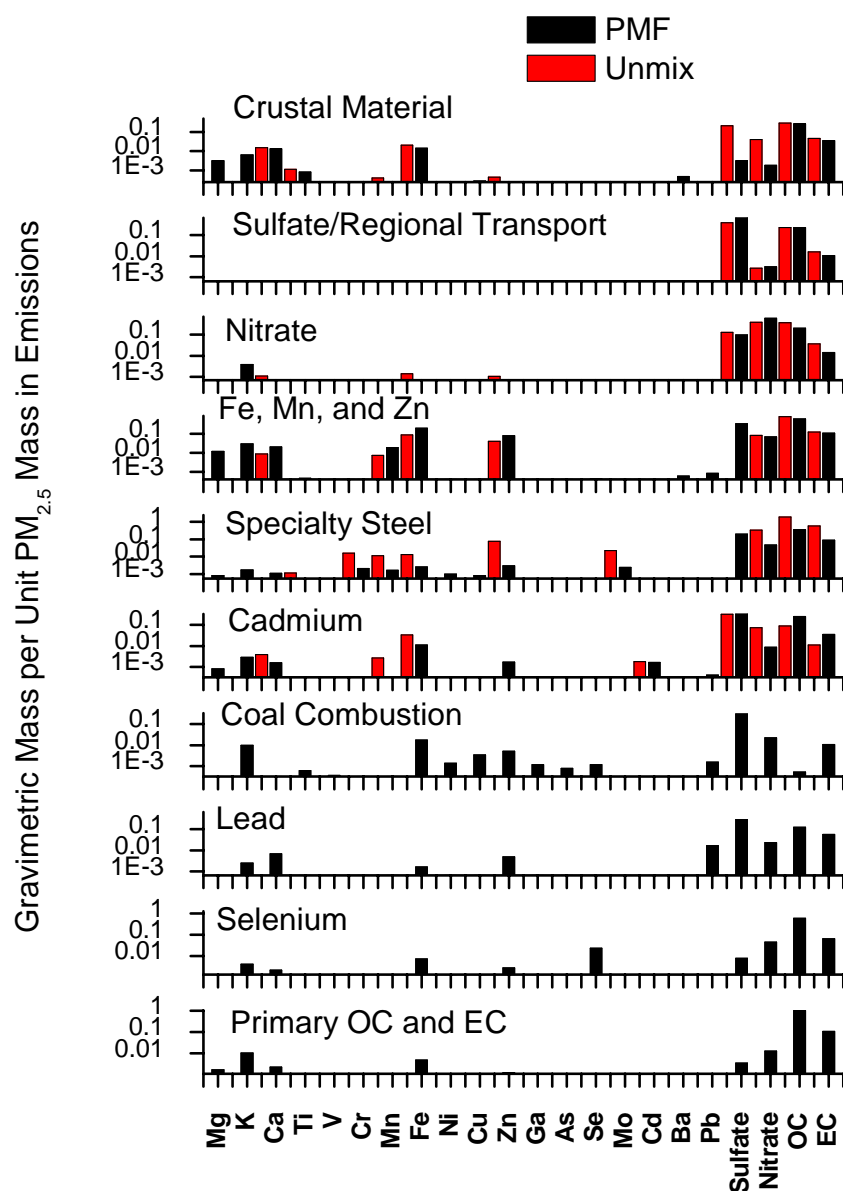 PMF
Unmix
Gravimetric Mass per Unit PM2.5 Mass in Emissions
Crustal Material
0.1
0.01
1E-3
Sulfate/Regional Transport
0.1
0.01
1E-3
Nitrate
0.1
0.01
1E-3
Fe, Mn, and Zn
0.1
0.01
1E-3
Specialty Steel
1
0.1
0.01
1E-3
Cadmium
0.1
0.01
1E-3
Coal Combustion
0.1
0.01
1E-3
Lead
0.1
0.01
1E-3
Selenium
1
0.1
0.01
Primary OC and EC
1
0.1
0.01
Mg K Ca Ti V Cr Mn Fe Ni Cu Zn Ga As Se Mo Cd Ba Pb Sulfate Nitrate OC EC